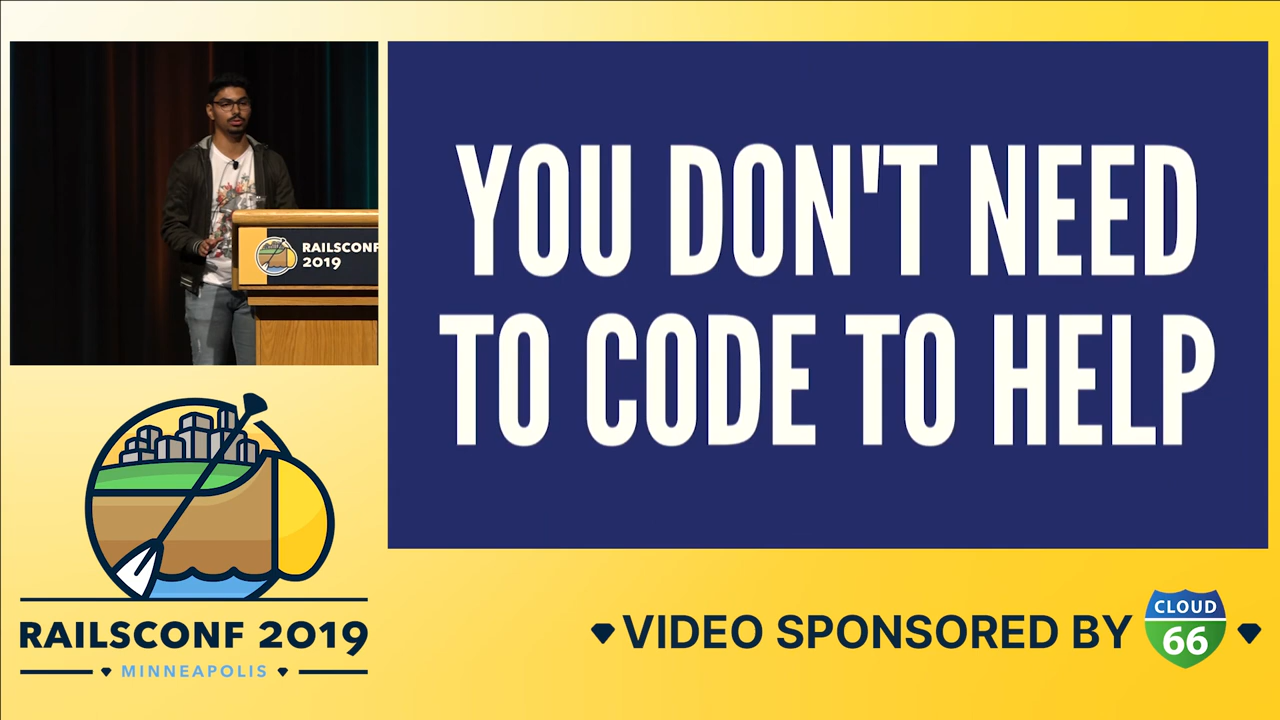 RAILSCONF
2019
YOU DON'T NEED
TO CODE TO HELP
RAILSCONF 2019
MINNEAPOLIS
VIDEO SPONSORED BY
CLOUD
66